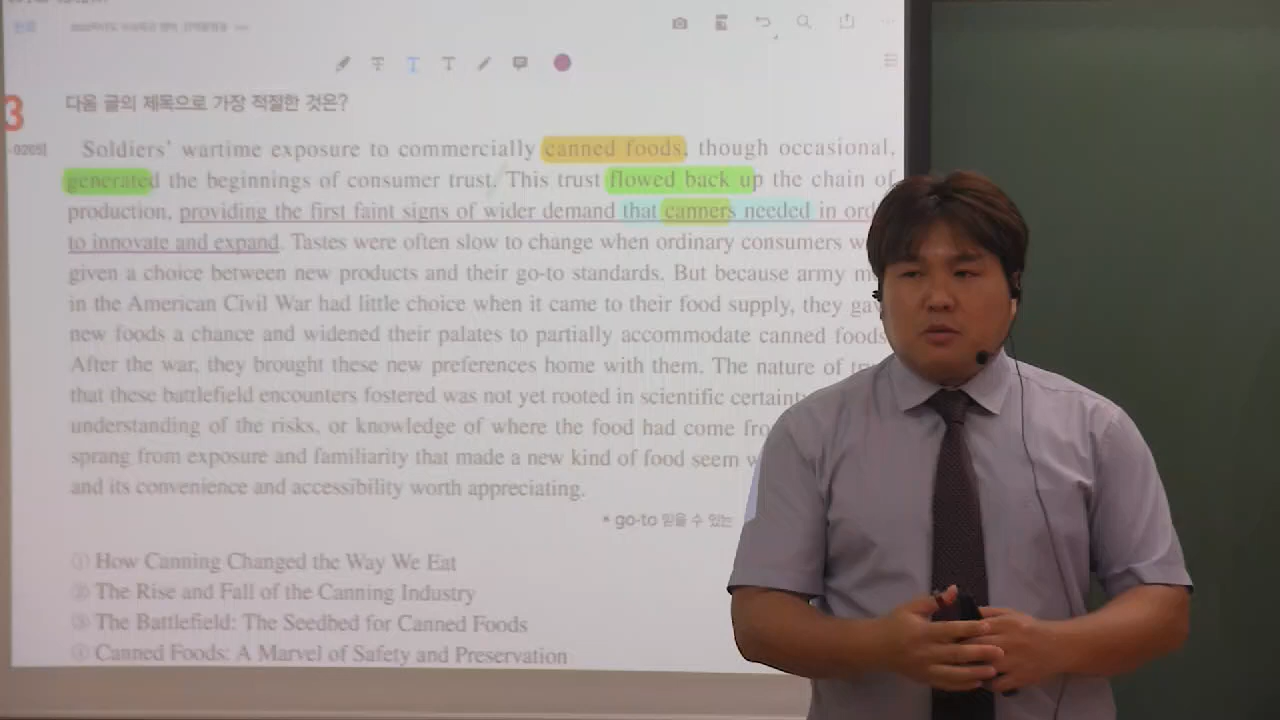 3
다음 글의 제목으로 가장 적절한 것은?
Soldiers' wartime exposure to commercially canned foods, though occasional,
generated the beginnings of consumer trust. This trust flowed back up the chain of
production, providing the first faint signs of wider demand that canners needed in ord
to innovate and expand. Tastes were often slow to change when ordinary consumers w
given a choice between new products and their go-to standards. But because army m
in the American Civil War had little choice when it came to their food supply, they gav
new foods a chance and widened their palates to partially accommodate canned foods.
After the war, they brought these new preferences home with them. The nature of tr
that these battlefield encounters fostered was not yet rooted in scientific certaint
understanding of the risks, or knowledge of where the food had come fro
sprang from exposure and familiarity that made a new kind of food seem w
and its convenience and accessibility worth appreciating.
* go-to 믿을 수 있는
① How Canning Changed the Way We Eat
② The Rise and Fall of the Canning Industry
③ The Battlefield: The Seedbed for Canned Foods
④ Canned Foods: A Marvel of Safety and Preservation